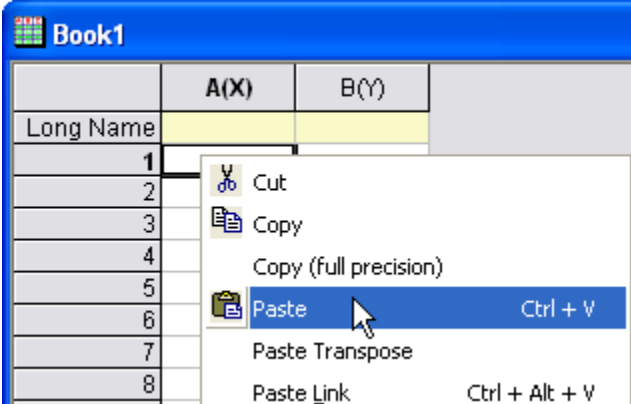 Book1
A(X) B(Y)
Long Name
1
2
Cut
3
Copy
4
Copy (full precision)
5
6
Paste Ctrl + V
7
Paste Transpose
8
Paste Link Ctrl + Alt + V